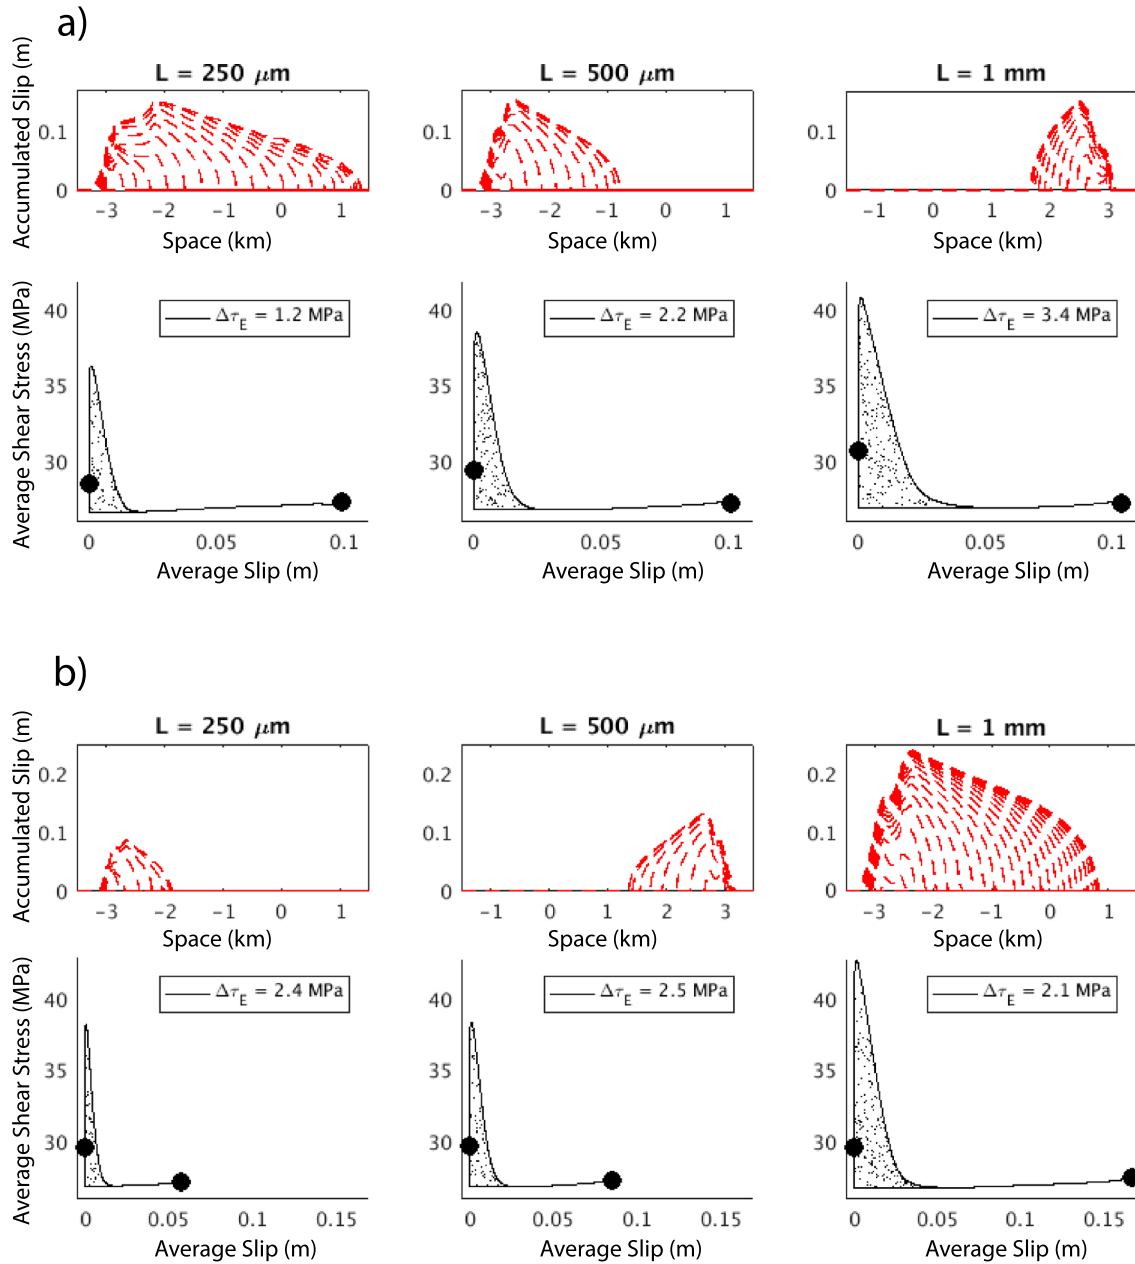 a)
L = 250 μm
L = 500 μm
L = 1 mm
Accumulated Slip (m)
0.1
0
-3 -2 -1 0 1
-3 -2 -1 0 1
-1 0 1 2 3
Space (km)
Space (km)
Space (km)
Average Shear Stress (MPa)
40
35
30
Δτ_E = 1.2 MPa
40
35
30
Δτ_E = 2.2 MPa
40
35
30
Δτ_E = 3.4 MPa
0 0.05 0.1
0 0.05 0.1
0 0.05 0.1
Average Slip (m)
Average Slip (m)
Average Slip (m)
b)
L = 250 μm
L = 500 μm
L = 1 mm
Accumulated Slip (m)
0.2
0.1
0
0.2
0.1
0
0.2
0.1
0
-3 -2 -1 0 1
-1 0 1 2 3
-3 -2 -1 0 1
Space (km)
Space (km)
Space (km)
Average Shear Stress (MPa)
40
35
30
Δτ_E = 2.4 MPa
40
35
30
Δτ_E = 2.5 MPa
40
35
30
Δτ_E = 2.1 MPa
0 0.05 0.1 0.15
0 0.05 0.1 0.15
0 0.05 0.1 0.15
Average Slip (m)
Average Slip (m)
Average Slip (m)